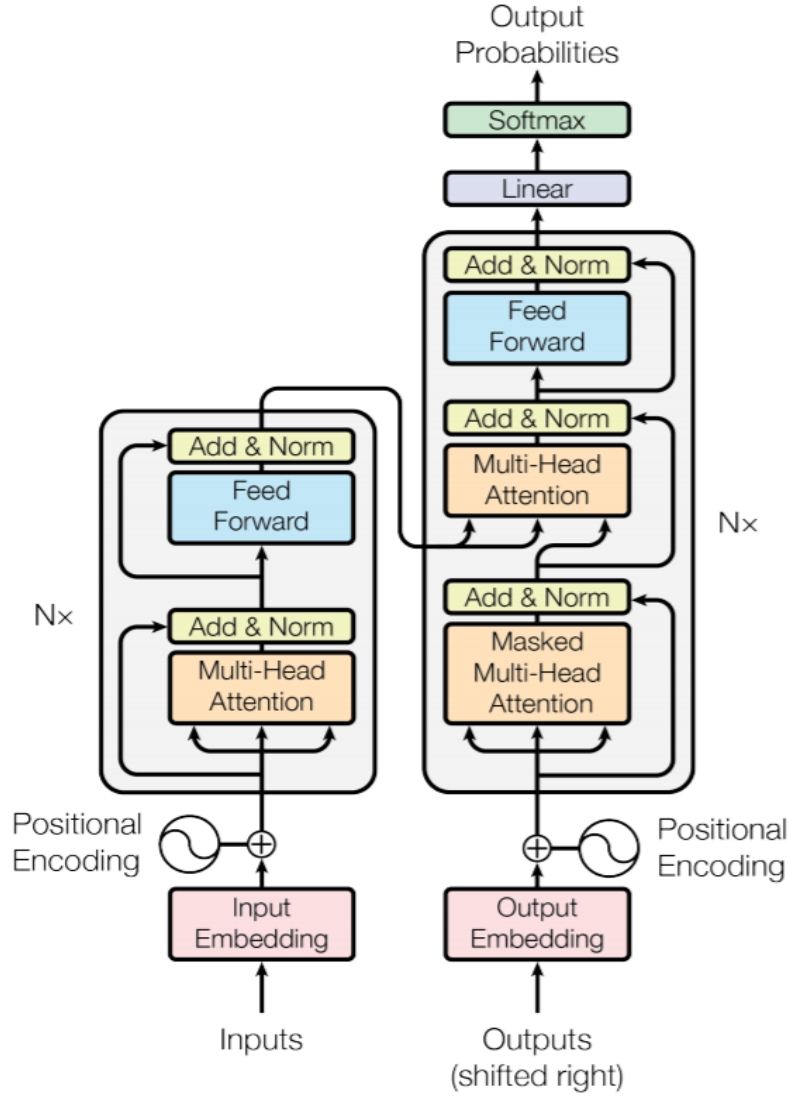 Output
Probabilities
Softmax
Linear
Add & Norm
Feed
Forward
Add & Norm
Multi-Head
Attention
N×
Add & Norm
Masked
Multi-Head
Attention
Add & Norm
Feed
Forward
N×
Add & Norm
Multi-Head
Attention
Positional
Encoding
Positional
Encoding
Input
Embedding
Output
Embedding
Inputs
Outputs
(shifted right)